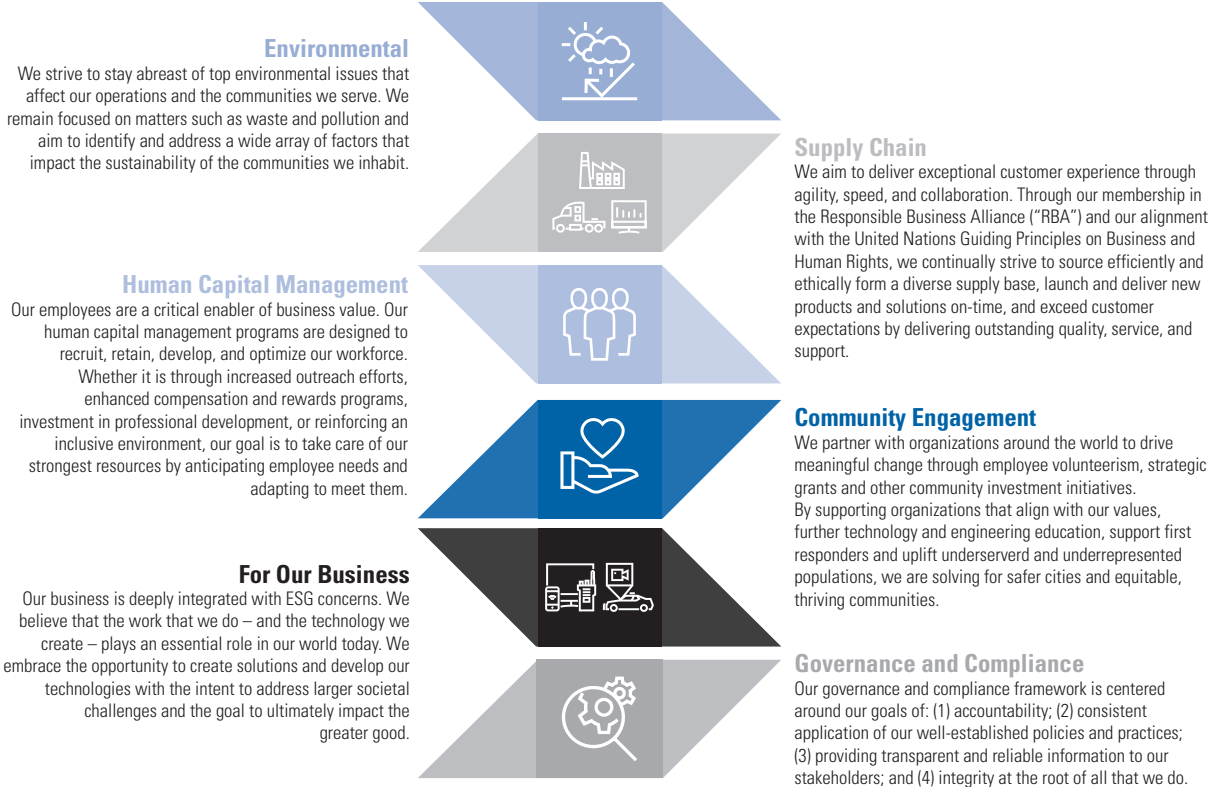 Environmental
We strive to stay abreast of top environmental issues that
affect our operations and the communities we serve. We
remain focused on matters such as waste and pollution and
aim to identify and address a wide array of factors that
impact the sustainability of the communities we inhabit.
Supply Chain
We aim to deliver exceptional customer experience through
agility, speed, and collaboration. Through our membership in
the Responsible Business Alliance (“RBA”) and our alignment
with the United Nations Guiding Principles on Business and
Human Rights, we continually strive to source efficiently and
ethically form a diverse supply base, launch and deliver new
products and solutions on-time, and exceed customer
expectations by delivering outstanding quality, service, and
support.
Human Capital Management
Our employees are a critical enabler of business value. Our
human capital management programs are designed to
recruit, retain, develop, and optimize our workforce.
Whether it is through increased outreach efforts,
enhanced compensation and rewards programs,
investment in professional development, or reinforcing an
inclusive environment, our goal is to take care of our
strongest resources by anticipating employee needs and
adapting to meet them.
Community Engagement
We partner with organizations around the world to drive
meaningful change through employee volunteerism, strategic
grants and other community investment initiatives.
By supporting organizations that align with our values,
further technology and engineering education, support first
responders and uplift underserverd and underrepresented
populations, we are solving for safer cities and equitable,
thriving communities.
For Our Business
Our business is deeply integrated with ESG concerns. We
believe that the work that we do – and the technology we
create – plays an essential role in our world today. We
embrace the opportunity to create solutions and develop our
technologies with the intent to address larger societal
challenges and the goal to ultimately impact the
greater good.
Governance and Compliance
Our governance and compliance framework is centered
around our goals of: (1) accountability; (2) consistent
application of our well-established policies and practices;
(3) providing transparent and reliable information to our
stakeholders; and (4) integrity at the root of all that we do.